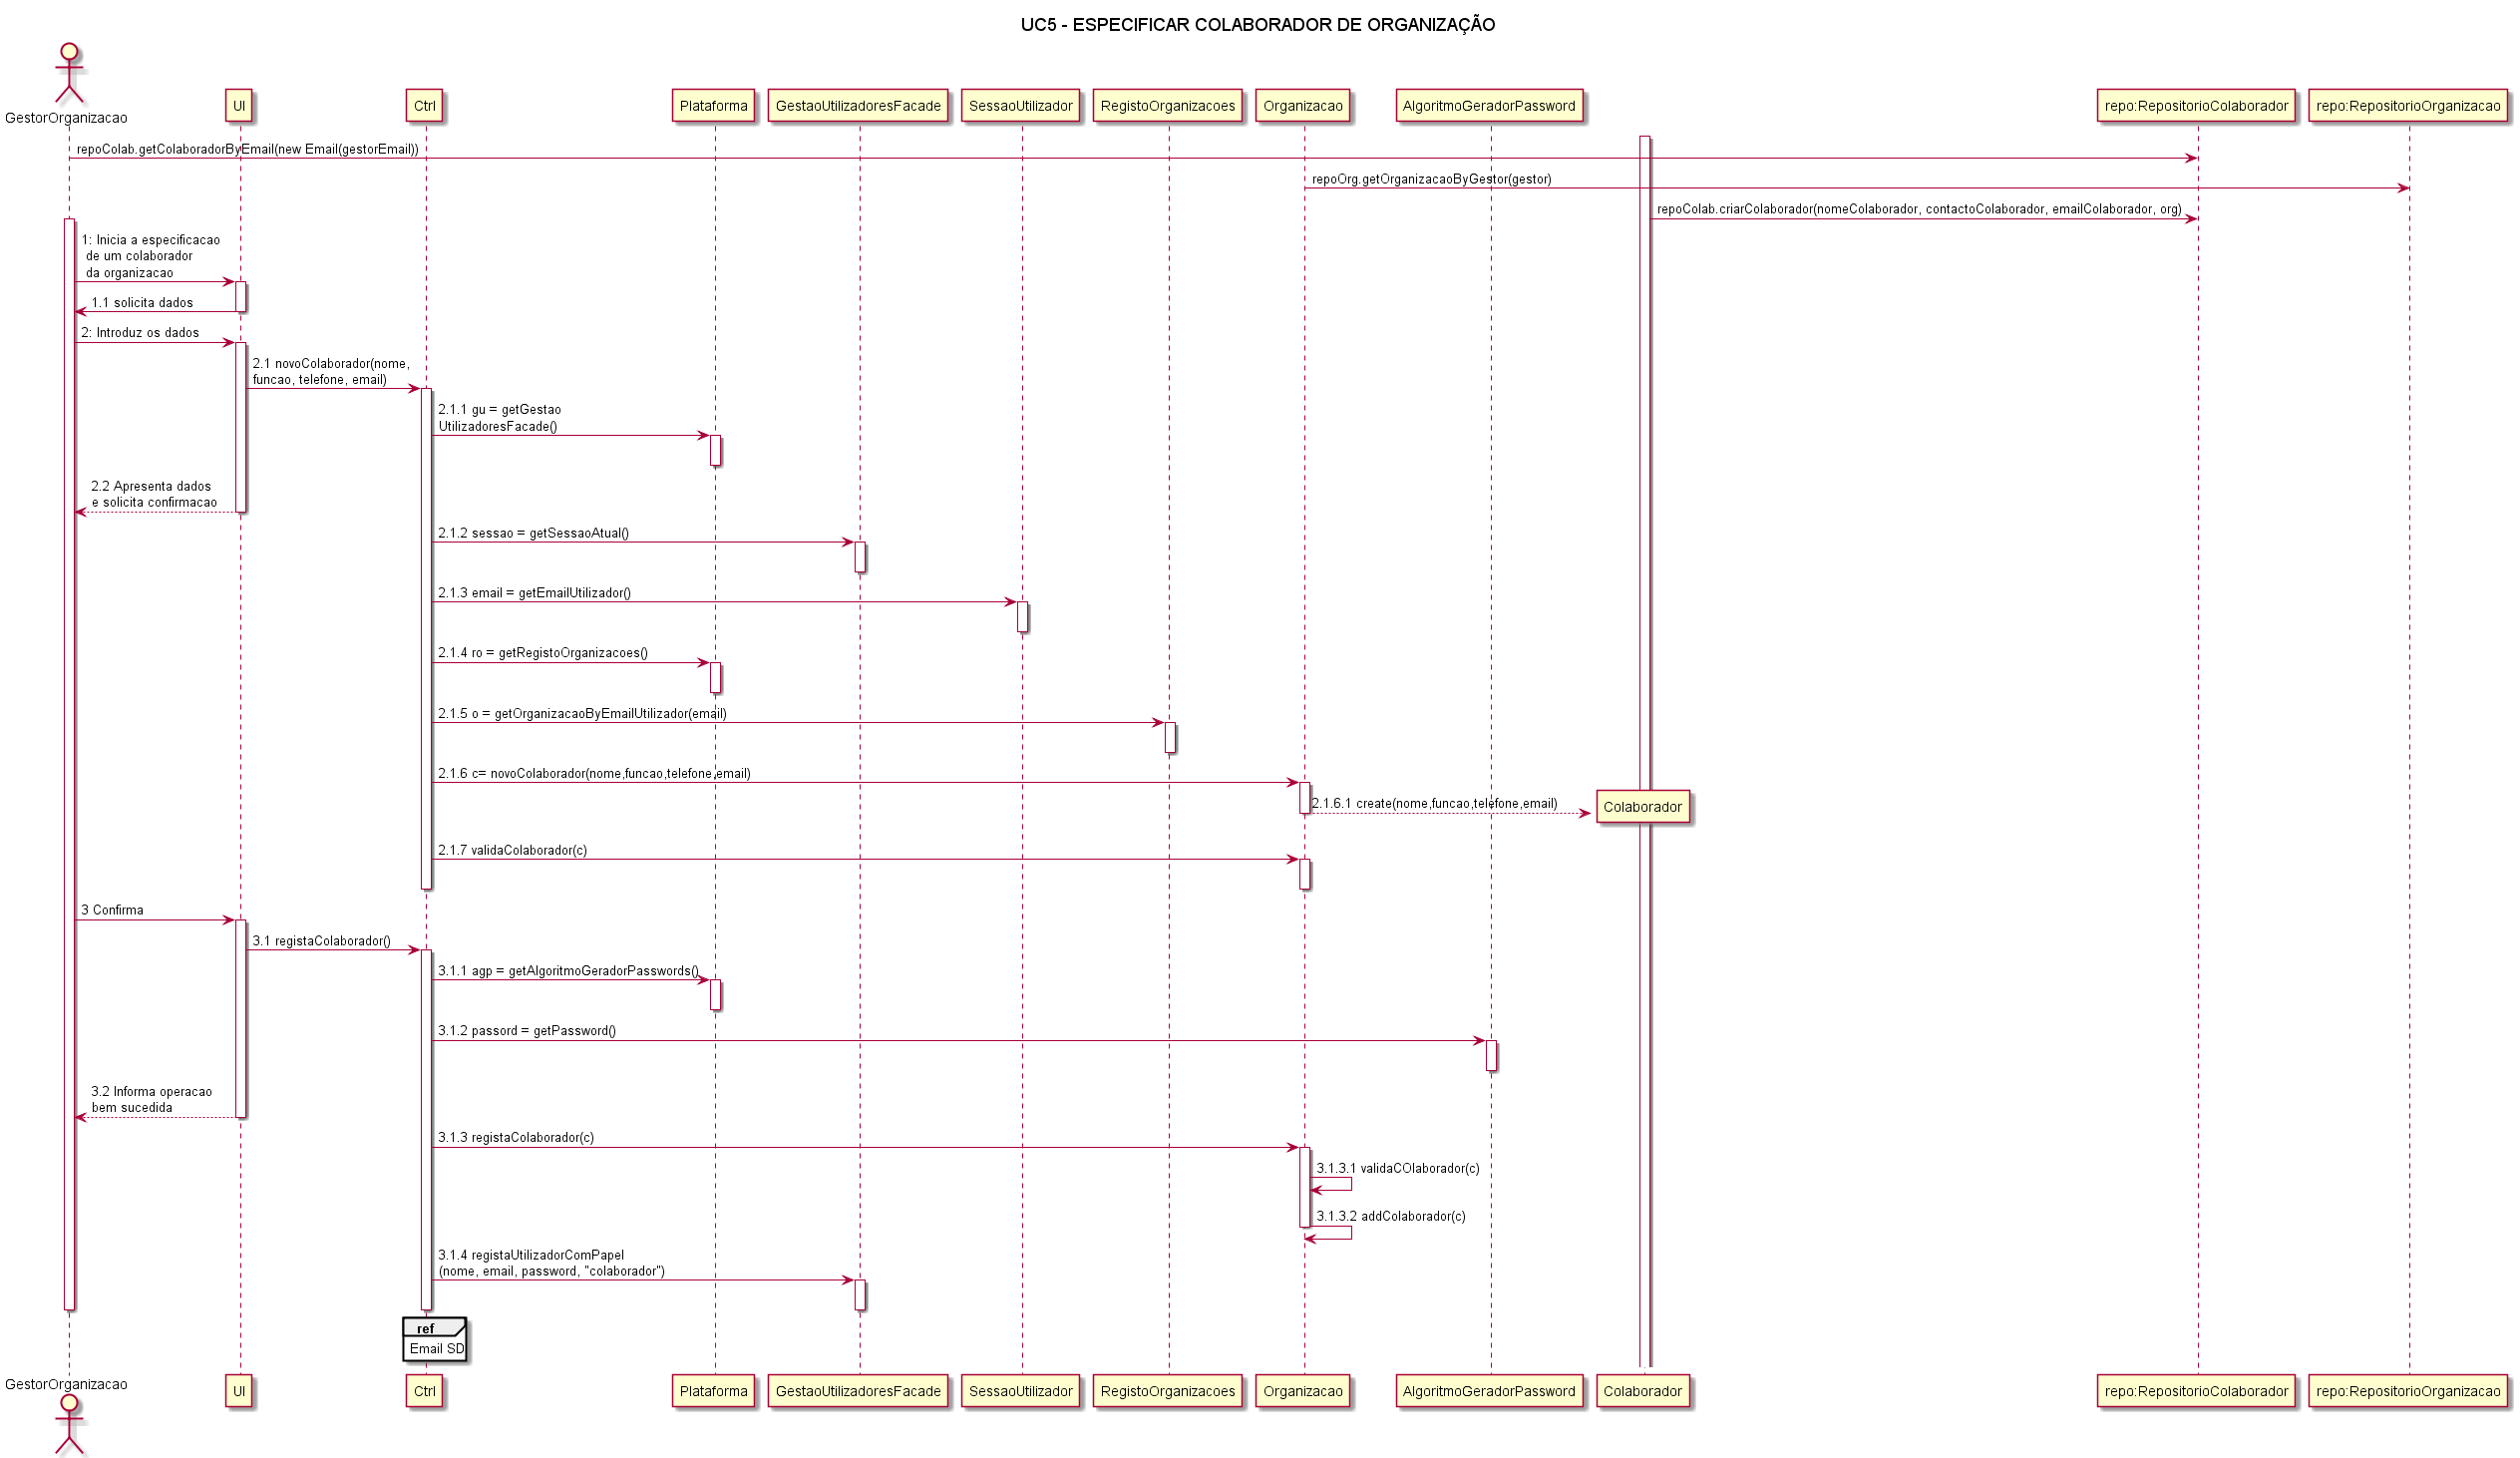 UC5 - ESPECIFICAR COLABORADOR DE ORGANIZAÇÃO
GestorOrganizacao
UI
Ctrl
Plataforma
GestaoUtilizadoresFacade
SessaoUtilizador
RegistoOrganizacoes
Organizacao
AlgoritmoGeradorPassword
repo:RepositorioColaborador
repo:RepositorioOrganizacao
repoColab.getColaboradorByEmail(new Email(gestorEmail))
repoOrg.getOrganizacaoByGestor(gestor)
repoColab.criarColaborador(nomeColaborador, contactoColaborador, emailColaborador, org)
1: Inicia a especificacao
de um colaborador
da organizacao
1.1 solicita dados
2: Introduz os dados
2.1 novoColaborador(nome,
funcao, telefone, email)
2.1.1 gu = getGestao
UtilizadoresFacade()
2.2 Apresenta dados
e solicita confirmacao
2.1.2 sessao = getSessaoAtual()
2.1.3 email = getEmailUtilizador()
2.1.4 ro = getRegistoOrganizacoes()
2.1.5 o = getOrganizacaoByEmailUtilizador(email)
2.1.6 c= novoColaborador(nome,funcao,telefone,email)
2.1.6.1 create(nome,funcao,telefone,email)
Colaborador
2.1.7 validaColaborador(c)
3 Confirma
3.1 registaColaborador()
3.1.1 agp = getAlgoritmoGeradorPasswords()
3.1.2 passord = getPassword()
3.2 Informa operacao
bem sucedida
3.1.3 registaColaborador(c)
3.1.3.1 validaCOlaborador(c)
3.1.3.2 addColaborador(c)
3.1.4 registaUtilizadorComPapel
(nome, email, password, "colaborador")
ref
Email SD
GestorOrganizacao
UI
Ctrl
Plataforma
GestaoUtilizadoresFacade
SessaoUtilizador
RegistoOrganizacoes
Organizacao
AlgoritmoGeradorPassword
Colaborador
repo:RepositorioColaborador
repo:RepositorioOrganizacao